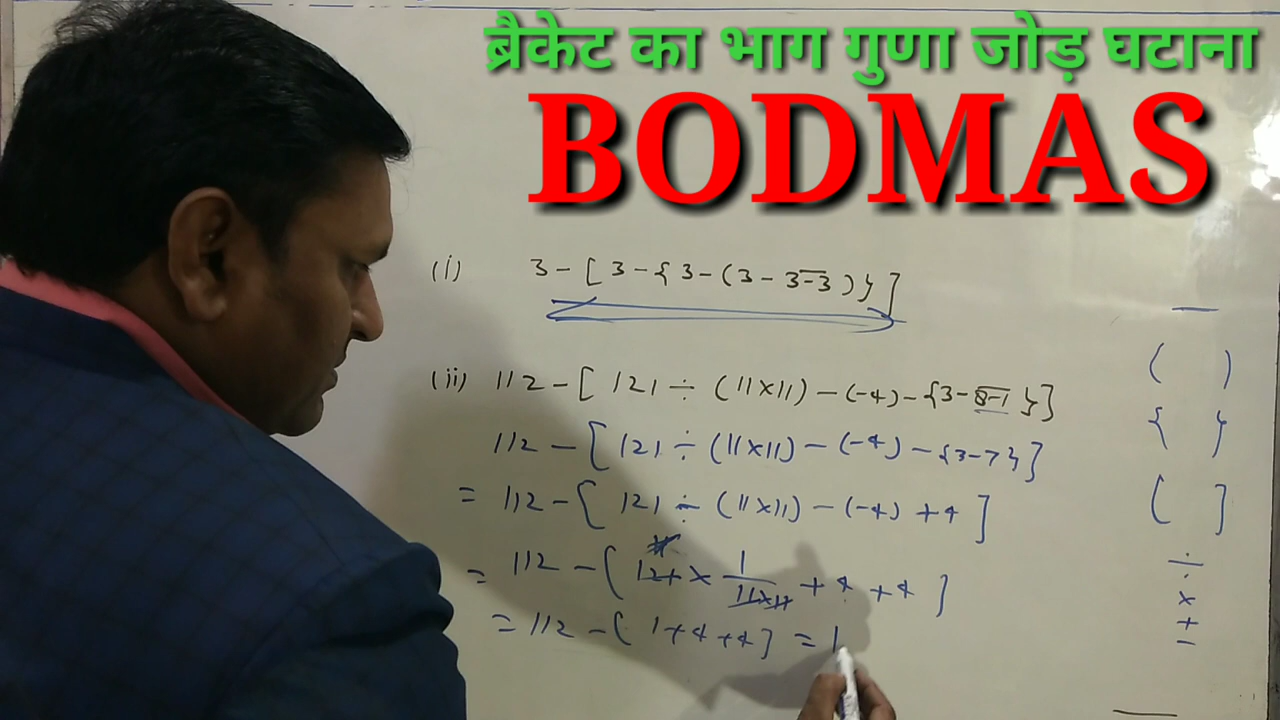 ब्रैकेट का भाग गुणा जोड़ घटाना
BODMAS
(i) 3 - [ 3 - { 3 - ( 3 - 3̅-̅3̅ ) } ]
(ii) 112 - [ 121 ÷ (11×11) - (-4) - {3 - 8̅-̅1̅ } ]
112 - [ 121 ÷ (11×11) - (-4) - {3-7} ]
= 112 - [ 121 ÷ (11×11) - (-4) + 4 ]
= 112 - [ 121 × 1/11×11 + 4 + 4 ]
= 112 - [ 1+4+4 ] = 1
—
( )
{ }
[ ]
÷
×
+
-